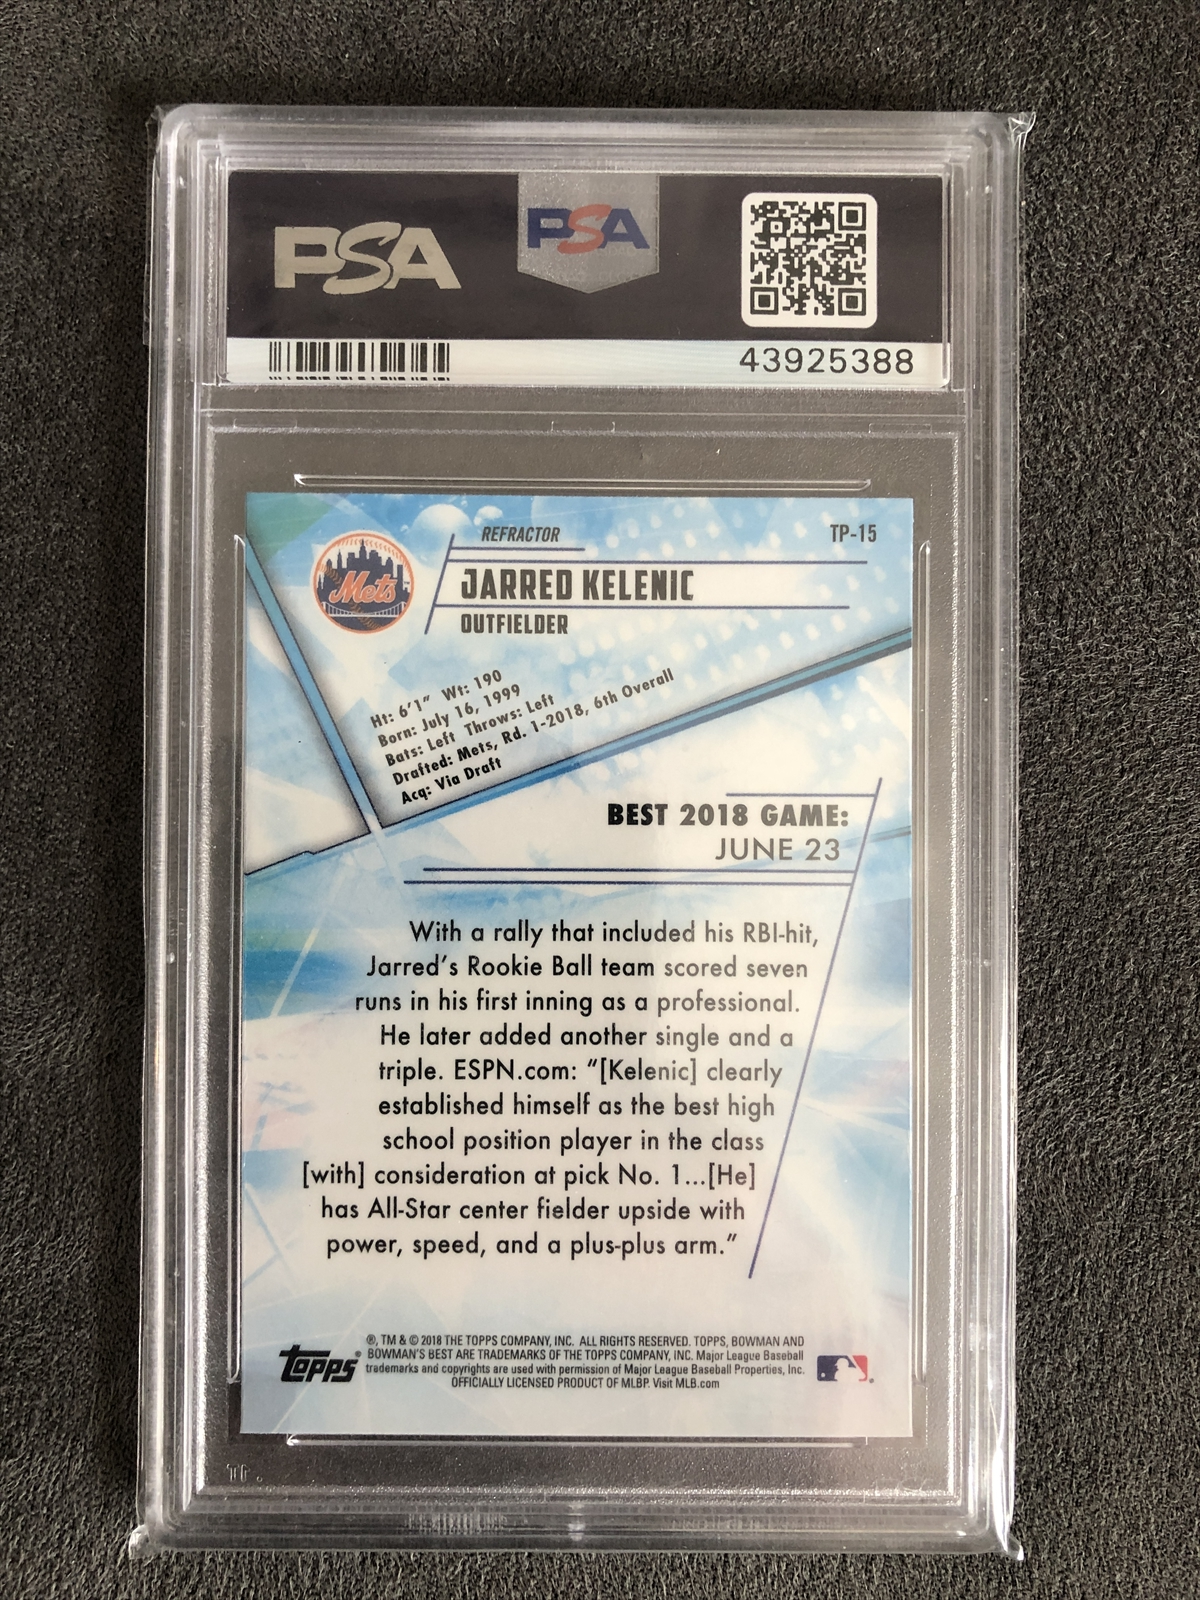 PSA
PSA
43925388
REFRACTOR
TP-15
Mets
JARRED KELENIC
OUTFIELDER
Ht: 6'1" Wt: 190
Born: July 16, 1999
Bats: Left Throws: Left
Drafted: Mets, Rd. 1-2018, 6th Overall
Acq: Via Draft
BEST 2018 GAME:
JUNE 23
With a rally that included his RBI-hit,
Jarred's Rookie Ball team scored seven
runs in his first inning as a professional.
He later added another single and a
triple. ESPN.com: "[Kelenic] clearly
established himself as the best high
school position player in the class
[with] consideration at pick No. 1...[He]
has All-Star center fielder upside with
power, speed, and a plus-plus arm."
Topps®
®, TM & © 2018 THE TOPPS COMPANY, INC. ALL RIGHTS RESERVED. TOPPS, BOWMAN AND
BOWMAN'S BEST ARE TRADEMARKS OF THE TOPPS COMPANY, INC. Major League Baseball
trademarks and copyrights are used with permission of Major League Baseball Properties, Inc.
OFFICIALLY LICENSED PRODUCT OF MLBP. Visit MLB.com